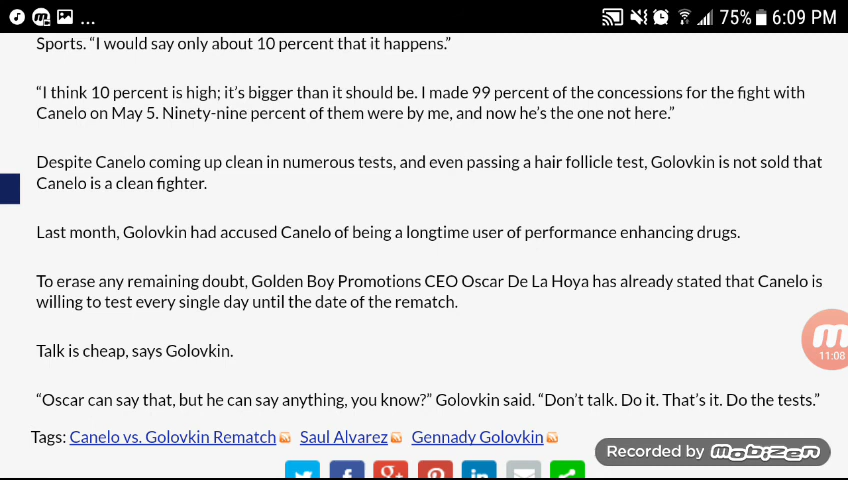 ... 75% 6:09 PM
Sports. “I would say only about 10 percent that it happens.”
“I think 10 percent is high; it’s bigger than it should be. I made 99 percent of the concessions for the fight with
Canelo on May 5. Ninety-nine percent of them were by me, and now he’s the one not here.”
Despite Canelo coming up clean in numerous tests, and even passing a hair follicle test, Golovkin is not sold that
Canelo is a clean fighter.
Last month, Golovkin had accused Canelo of being a longtime user of performance enhancing drugs.
To erase any remaining doubt, Golden Boy Promotions CEO Oscar De La Hoya has already stated that Canelo is
willing to test every single day until the date of the rematch.
m
11:08
Talk is cheap, says Golovkin.
“Oscar can say that, but he can say anything, you know?” Golovkin said. “Don’t talk. Do it. That’s it. Do the tests.”
Tags: Canelo vs. Golovkin Rematch Saul Alvarez Gennady Golovkin
Recorded by mobizen
f g+ in